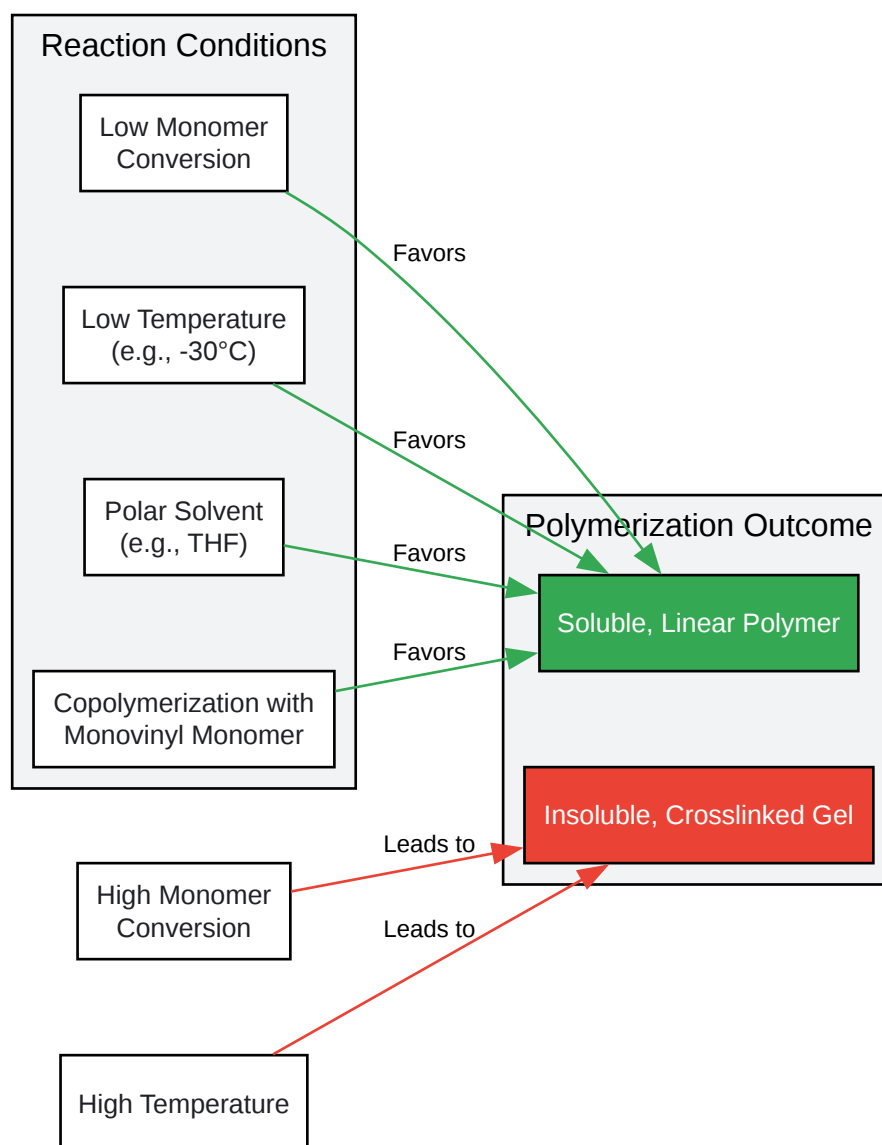 Reaction Conditions
Low Monomer
Conversion
Favors
Low Temperature
(e.g., -30°C)
Favors
Polar Solvent
(e.g., THF)
Favors
Polymerization Outcome
Soluble, Linear Polymer
Favors
Copolymerization with
Monovinyl Monomer
Insoluble, Crosslinked Gel
Leads to
High Monomer
Conversion
Leads to
High Temperature